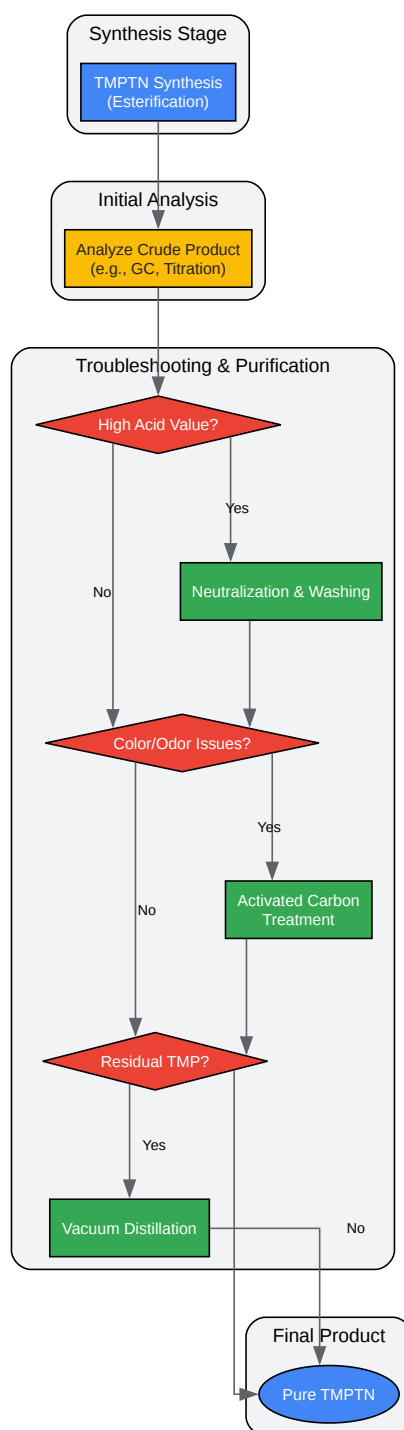 Synthesis Stage
TMPTN Synthesis
(Esterification)
Initial Analysis
Analyze Crude Product
(e.g., GC, Titration)
Troubleshooting & Purification
High Acid Value?
Yes
No
Neutralization & Washing
Color/Odor Issues?
Yes
Activated Carbon
Treatment
No
Residual TMP?
Yes
Vacuum Distillation
No
Final Product
Pure TMPTN